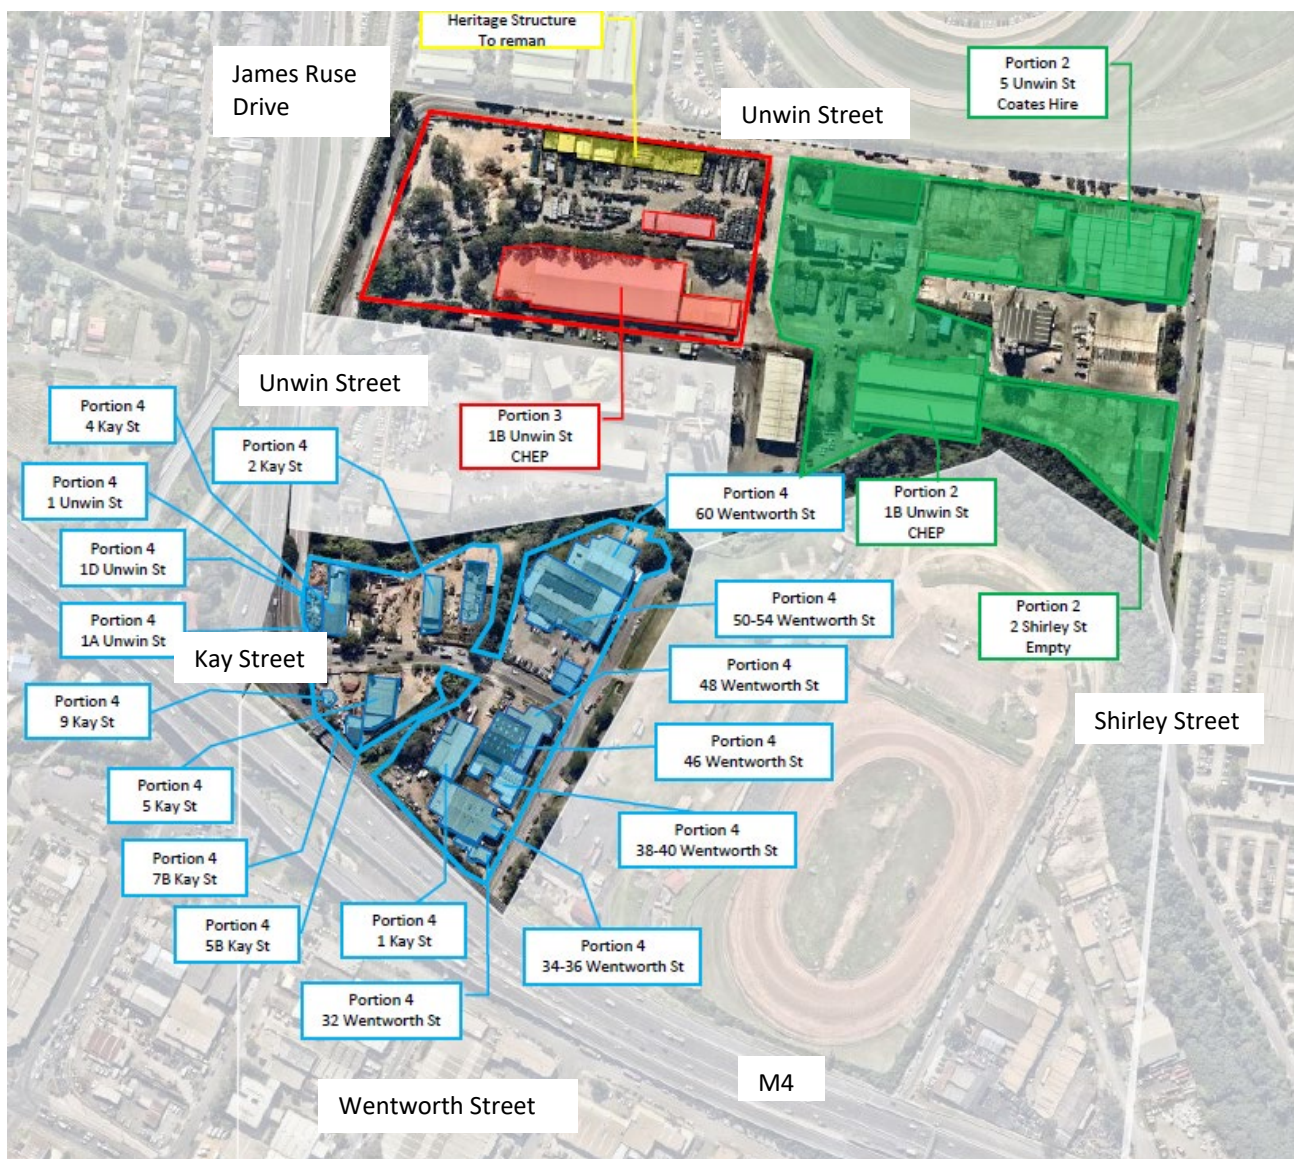 Heritage Structure
To reman
James Ruse
Drive
Unwin Street
Portion 2
5 Unwin St
Coates Hire
Unwin Street
Portion 4
4 Kay St
Portion 4
2 Kay St
Portion 3
1B Unwin St
CHEP
Portion 4
1 Unwin St
Portion 4
60 Wentworth St
Portion 2
1B Unwin St
CHEP
Portion 4
1D Unwin St
Portion 4
50-54 Wentworth St
Portion 2
2 Shirley St
Empty
Portion 4
1A Unwin St
Kay Street
Portion 4
48 Wentworth St
Portion 4
9 Kay St
Shirley Street
Portion 4
46 Wentworth St
Portion 4
5 Kay St
Portion 4
38-40 Wentworth St
Portion 4
7B Kay St
Portion 4
5B Kay St
Portion 4
1 Kay St
Portion 4
34-36 Wentworth St
Portion 4
32 Wentworth St
M4
Wentworth Street